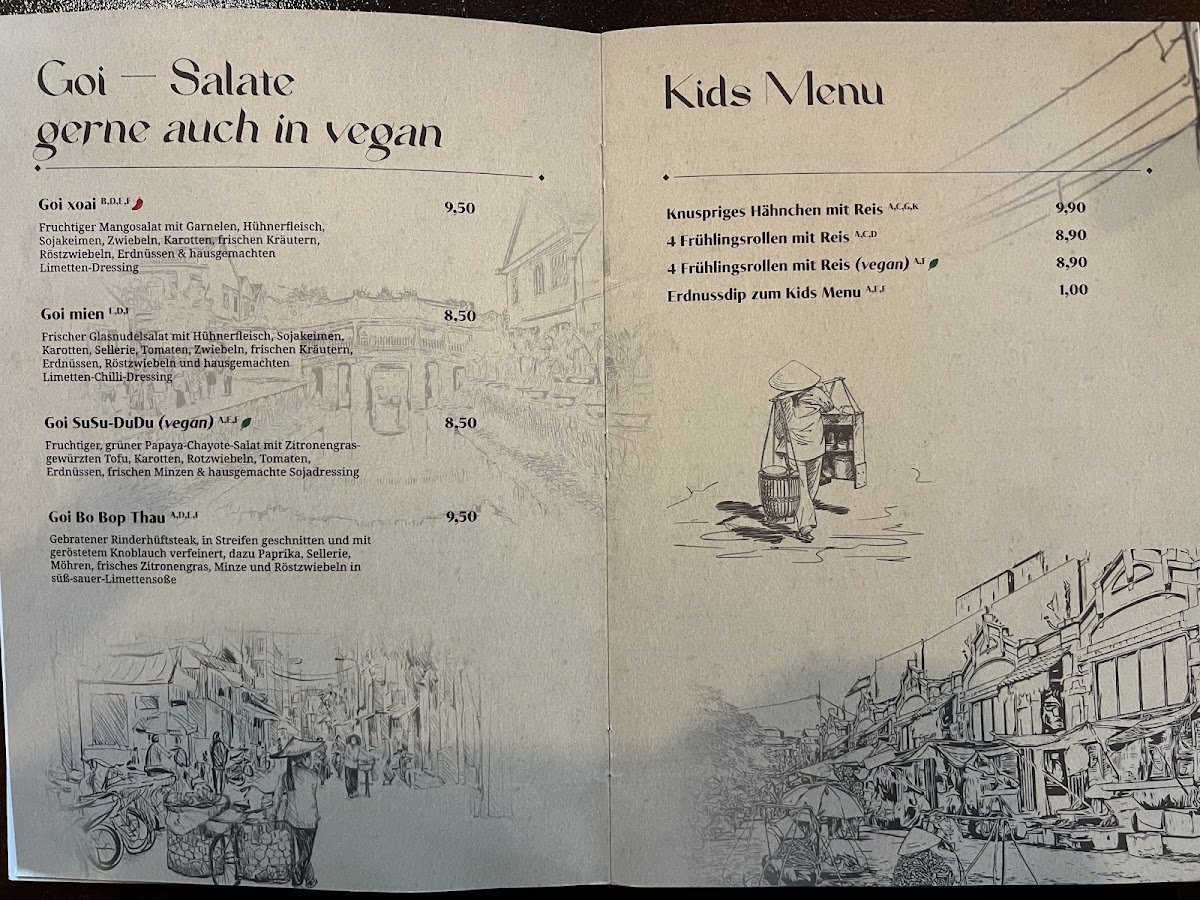 Goi — Salate
gerne auch in vegan
Goi xoai B,D,E,F 9,50
Fruchtiger Mangosalat mit Garnelen, Hühnerfleisch,
Sojakeimen, Zwiebeln, Karotten, frischen Kräutern,
Röstzwiebeln, Erdnüssen & hausgemachten
Limetten-Dressing
Goi mien E,D,F 8,50
Frischer Glasnudelsalat mit Hühnerfleisch, Sojakeimen,
Karotten, Sellerie, Tomaten, Zwiebeln, frischen Kräutern,
Erdnüssen, Röstzwiebeln und hausgemachten
Limetten-Chilli-Dressing
Goi SuSu-DuDu (vegan) A,E,F 8,50
Fruchtiger, grüner Papaya-Chayote-Salat mit Zitronengras-
gewürzten Tofu, Karotten, Rotzwiebeln, Tomaten,
Erdnüssen, frischen Minzen & hausgemachte Sojadressing
Goi Bo Bop Thau A,D,E,F 9,50
Gebratener Rinderhüftsteak, in Streifen geschnitten und mit
geröstetem Knoblauch verfeinert, dazu Paprika, Sellerie,
Möhren, frisches Zitronengras, Minze und Röstzwiebeln in
süß-sauer-Limettensoße
Kids Menu
Knuspriges Hähnchen mit Reis A,C,G,K 9,90
4 Frühlingsrollen mit Reis A,C,D 8,90
4 Frühlingsrollen mit Reis (vegan) A,F 8,90
Erdnussdip zum Kids Menu A,E,F 1,00